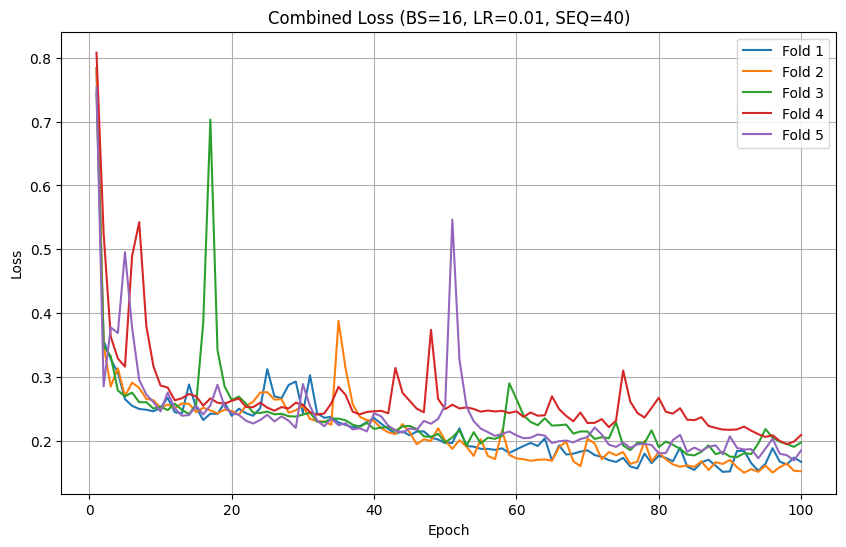 Combined Loss (BS=16, LR=0.01, SEQ=40)
Fold 1
Fold 2
Fold 3
Fold 4
Fold 5
Loss
0.8
0.7
0.6
0.5
0.4
0.3
0.2
0 20 40 60 80 100
Epoch